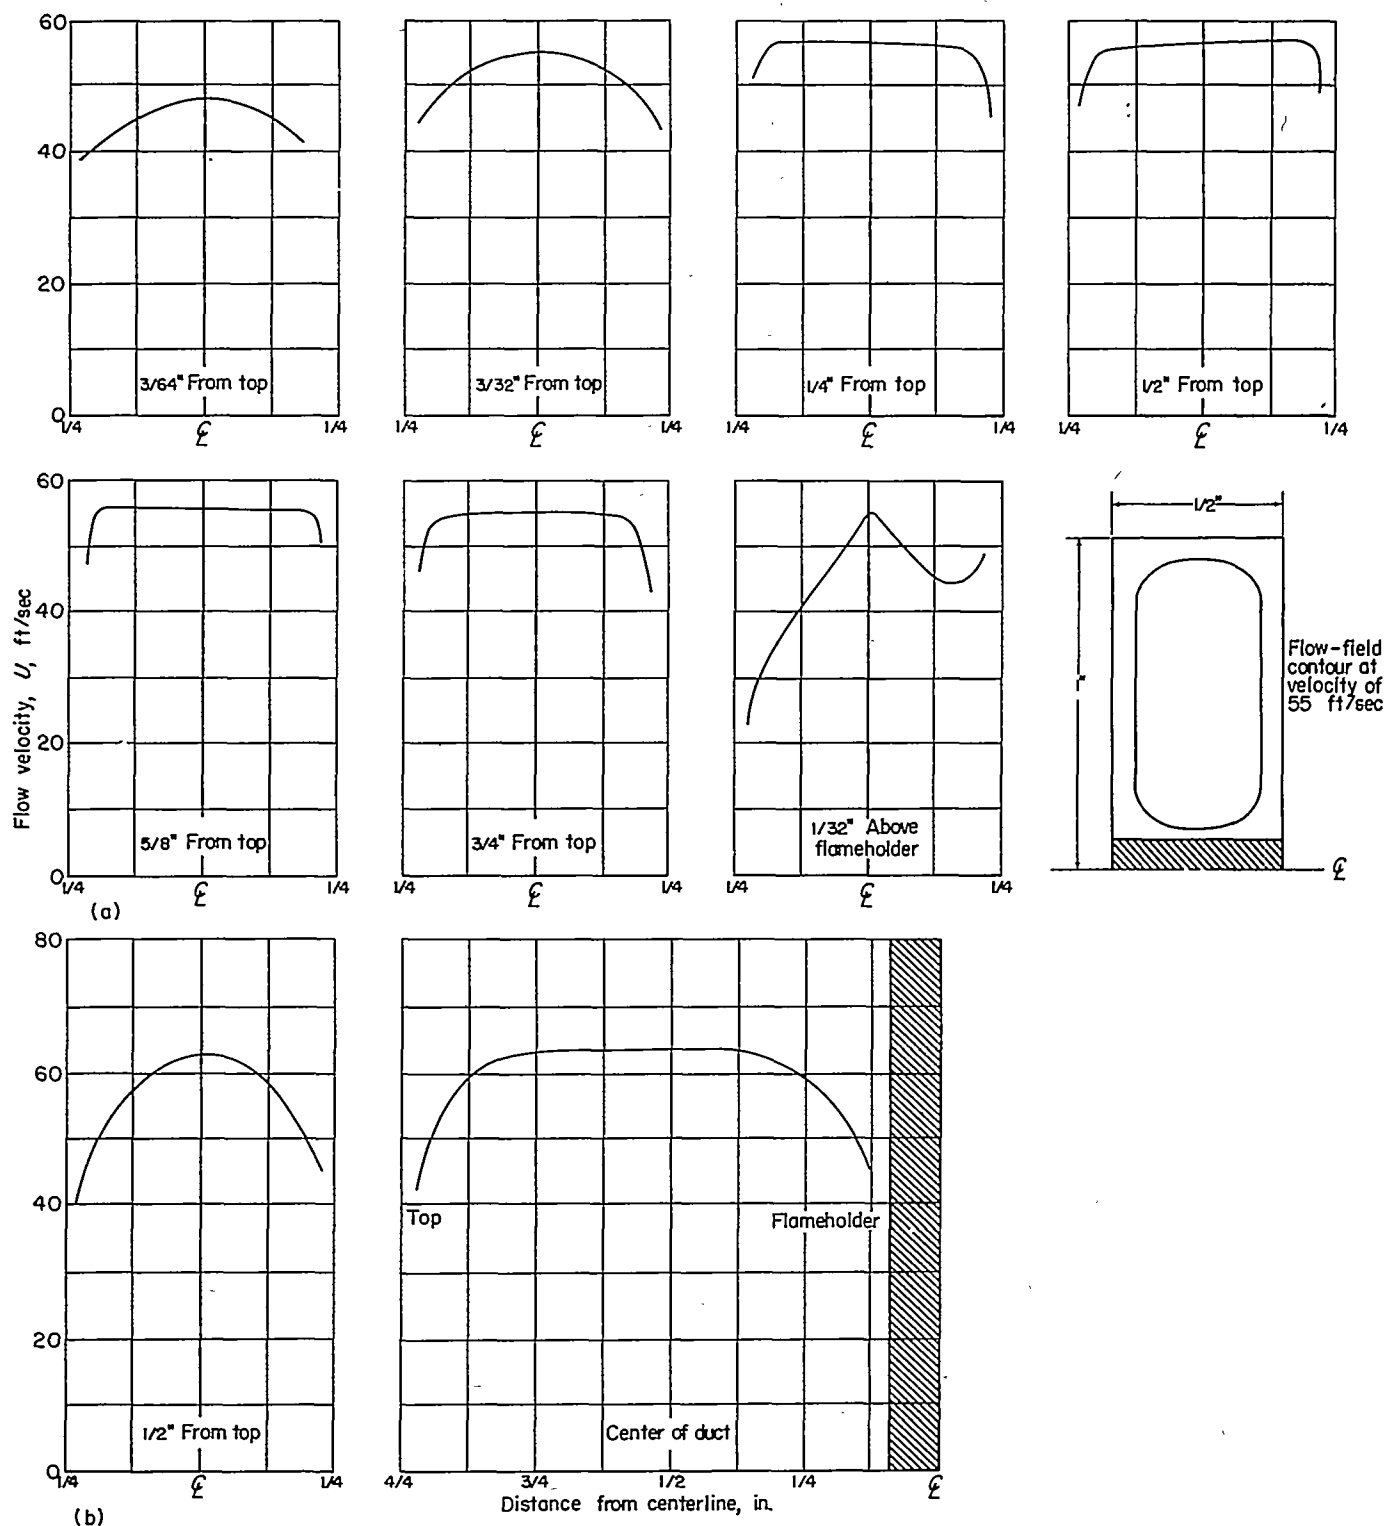 60
40
20
0
3/64" From top
1/4 ℄ 1/4
3/32" From top
1/4 ℄ 1/4
1/4" From top
1/4 ℄ 1/4
1/2" From top
1/4 ℄ 1/4
Flow velocity, U, ft/sec
60
40
20
0
5/8" From top
1/4 ℄ 1/4
(a)
3/4" From top
1/4 ℄ 1/4
1/32" Above
flameholder
1/4 ℄ 1/4
1/2"
1"
Flow-field
contour at
velocity of
55 ft/sec
℄
80
60
40
20
0
1/2" From top
1/4 ℄ 1/4
(b)
Top
Flameholder
Center of duct
4/4 3/4 1/2 1/4 ℄
Distance from centerline, in.